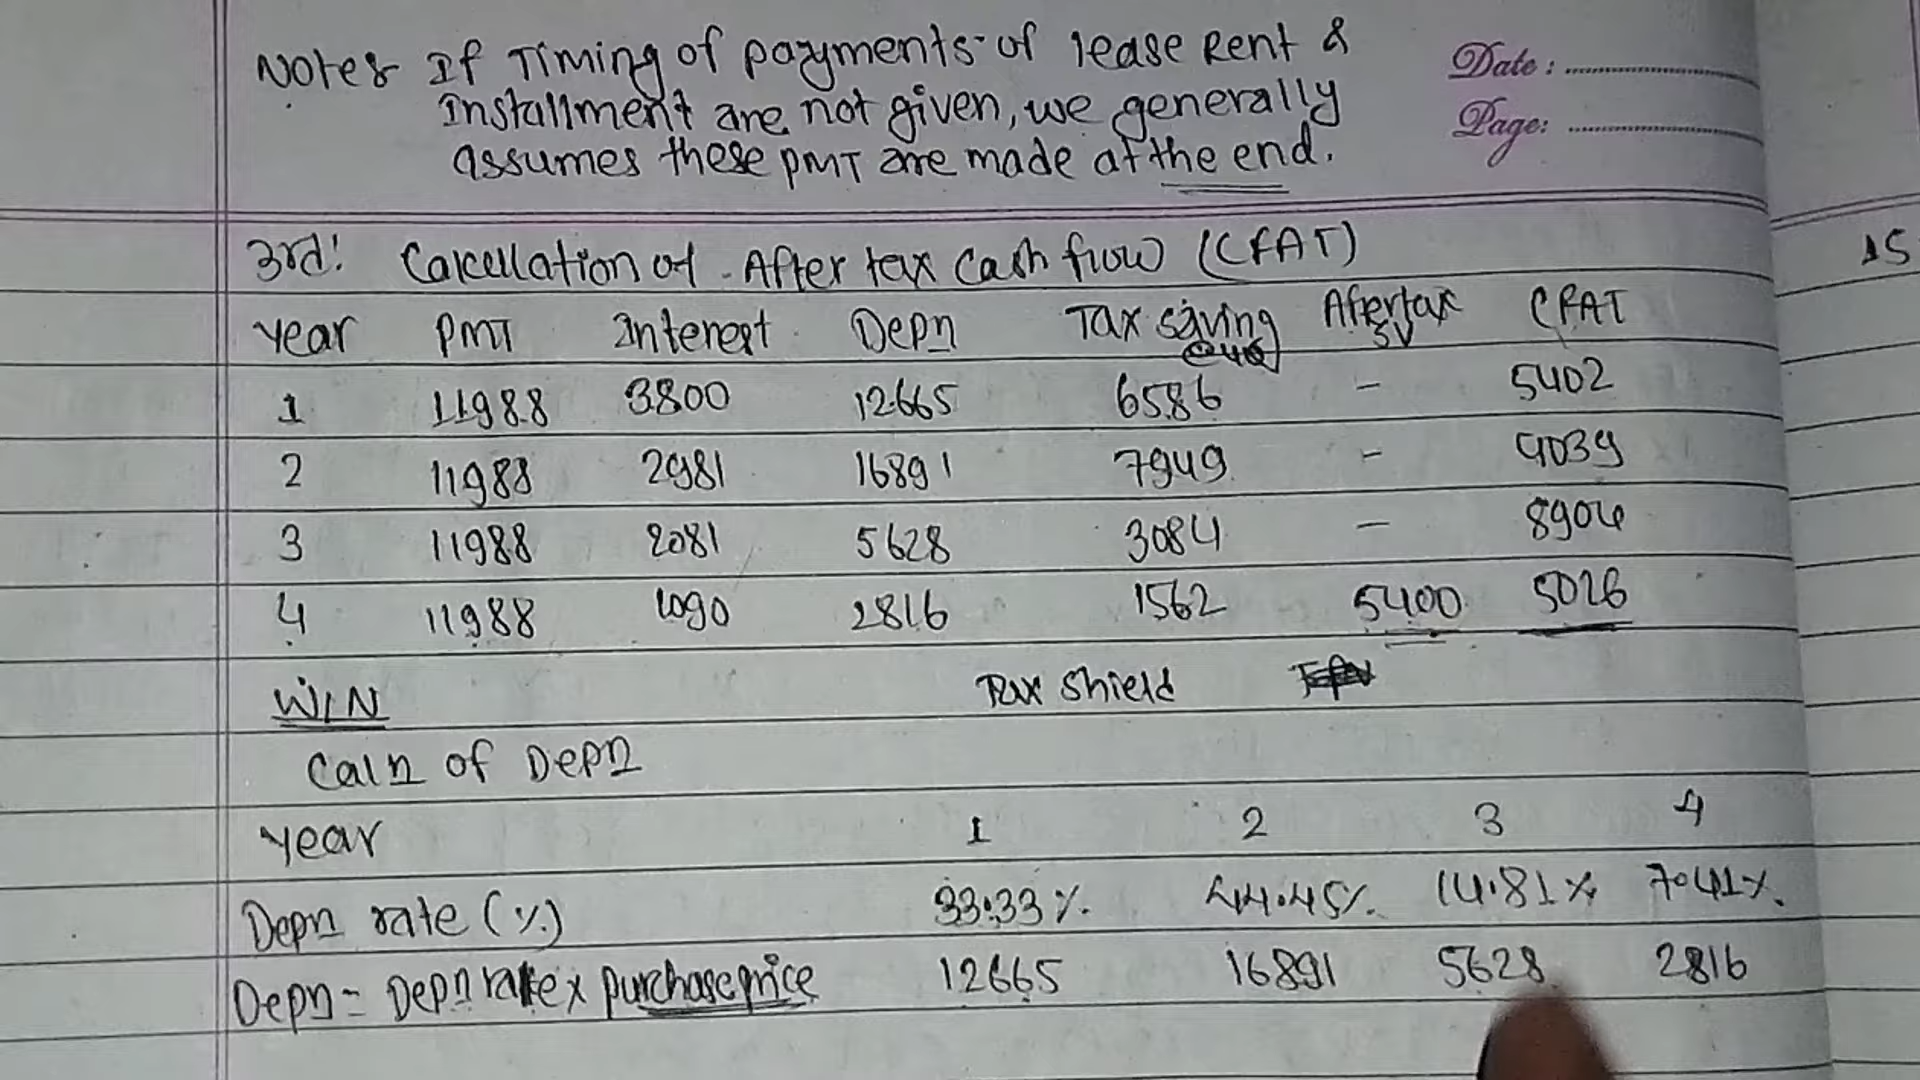 Notes If Timing of payments of lease Rent &
Installment are not given, we generally
assumes these PMT are made at the end.
Date :
Page:
3rd: Calcullation of After tax cash flow (CFAT)
15
Year PMT Interest Depn Tax saving @40 Afertax SV CFAT
1 11988 3800 12665 6586 – 5402
2 11988 2981 16891 7949 – 4039
3 11988 2081 5628 3084 – 8904
4 11988 1090 2816 1562 5400 5026
W/N Tax shield
Caln of Depn
Year 1 2 3 4
Depn rate (%) 33.33% 44.45% 14.81% 7.41%.
Depn = Depn rate x purchase price 12665 16891 5628 2816